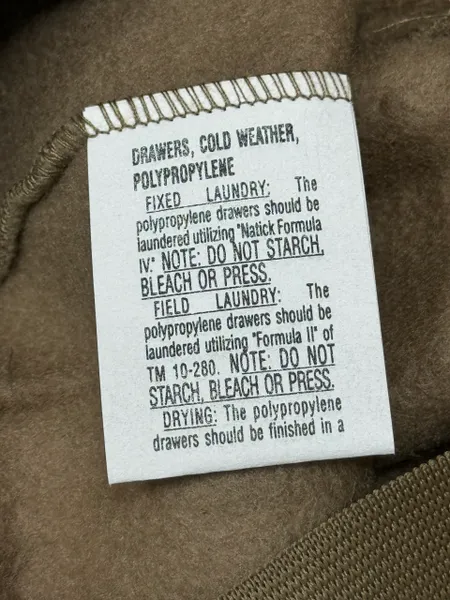 DRAWERS, COLD WEATHER,
POLYPROPYLENE
FIXED LAUNDRY: The
polypropylene drawers should be
laundered utilizing "Natick Formula
IV." NOTE: DO NOT STARCH,
BLEACH OR PRESS.
FIELD LAUNDRY: The
polypropylene drawers should be
laundered utilizing "Formula II" of
TM 10-280. NOTE: DO NOT
STARCH, BLEACH OR PRESS.
DRYING: The polypropylene
drawers should be finished in a